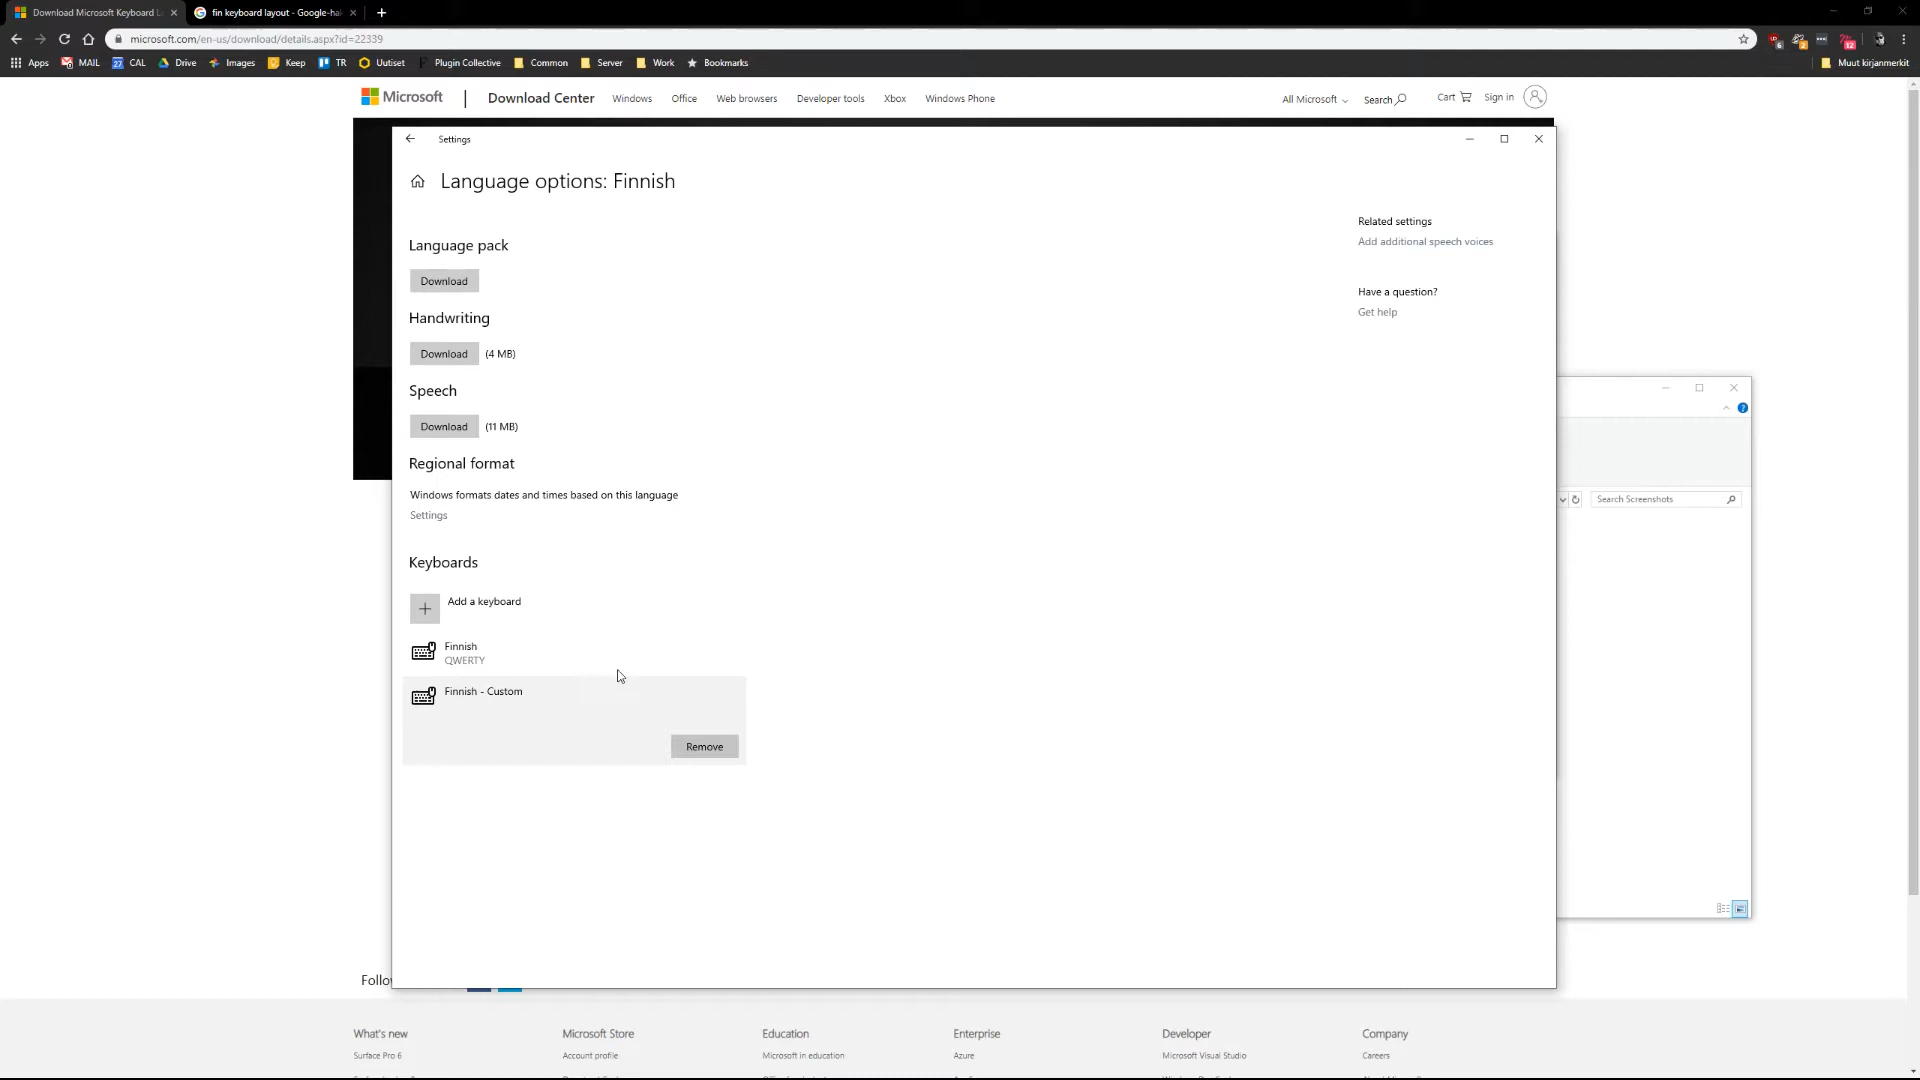 Download Microsoft Keyboard L
fin keyboard layout - Google-ha
microsoft.com/en-us/download/details.aspx?id=22339
Apps MAIL CAL Drive Images Keep TR Uutiset Plugin Collective Common Server Work Bookmarks Muut kirjanmerkit
Microsoft | Download Center Windows Office Web browsers Developer tools Xbox Windows Phone All Microsoft Search Cart Sign in
Settings
Language options: Finnish
Related settings
Add additional speech voices
Have a question?
Get help
Language pack
Download
Handwriting
Download (4 MB)
Speech
Download (11 MB)
Regional format
Windows formats dates and times based on this language
Settings
Keyboards
Add a keyboard
Finnish
QWERTY
Finnish - Custom
Remove
Search Screenshots
Follo
What's new Microsoft Store Education Enterprise Developer Company
Surface Pro 6 Account profile Microsoft in education Azure Microsoft Visual Studio Careers